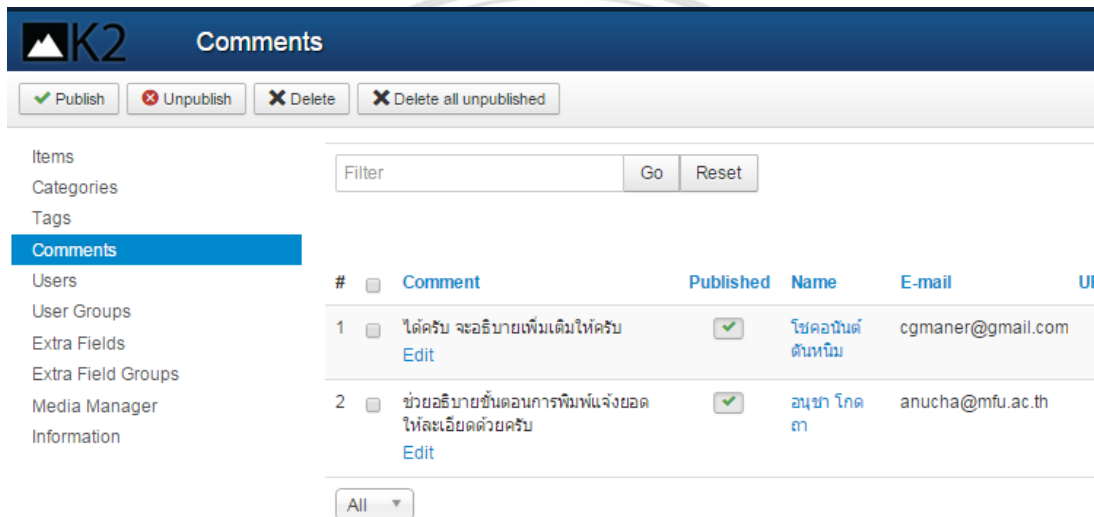 K2 Comments
Publish Unpublish Delete Delete all unpublished
Items
Categories
Tags
Comments
Users
User Groups
Extra Fields
Extra Field Groups
Media Manager
Information
Filter Go Reset
# Comment Published Name E-mail
1 ได้ครับ จะอธิบายเพิ่มเติมให้ครับ โชคอนันต์ cgmaner@gmail.com
ตันหนิม
Edit
2 ช่วยอธิบายขั้นตอนการพิมพ์แจ้งยอด อนุชา โกด anucha@mfu.ac.th
ให้ละเอียดด้วยครับ ถา
Edit
All